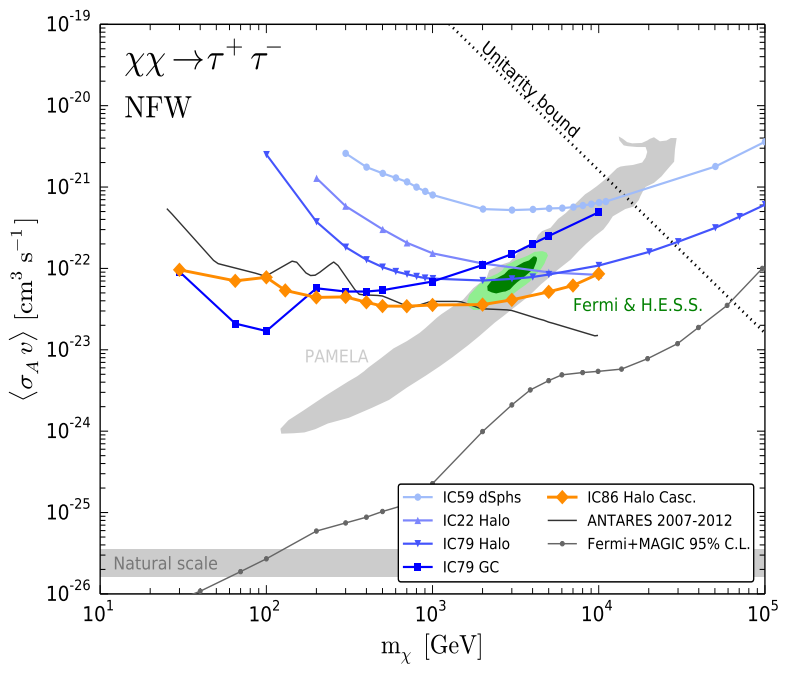 10⁻¹⁹
10⁻²⁰
10⁻²¹
10⁻²²
10⁻²³
10⁻²⁴
10⁻²⁵
10⁻²⁶
⟨σ_A v⟩ [cm³ s⁻¹]
χχ→τ⁺τ⁻
NFW
Unitarity bound
Fermi & H.E.S.S.
PAMELA
Natural scale
IC59 dSphs
IC22 Halo
IC79 Halo
IC79 GC
IC86 Halo Casc.
ANTARES 2007-2012
Fermi+MAGIC 95% C.L.
10¹ 10² 10³ 10⁴ 10⁵
m_χ [GeV]